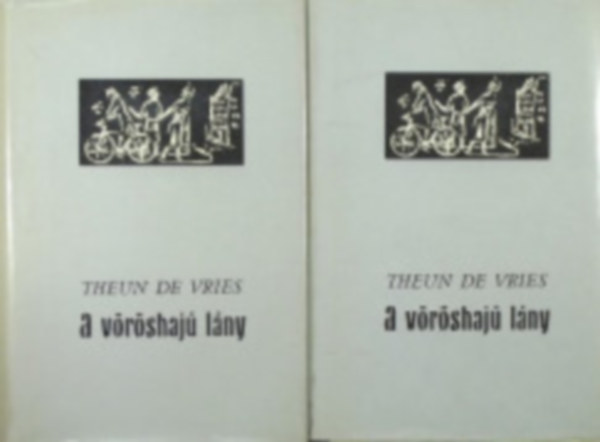 THEUN DE VRIES
a vöröshajú lány
THEUN DE VRIES
a vöröshajú lány